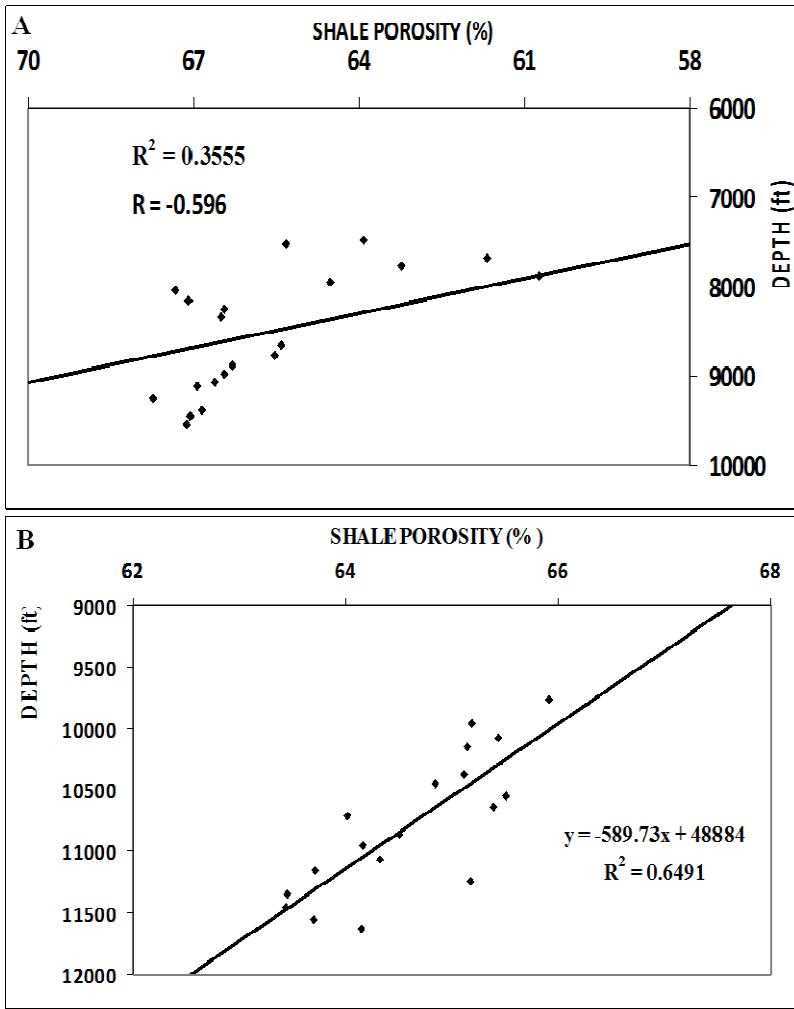 A
SHALE POROSITY (%)
70 67 64 61 58
6000
R² = 0.3555
7000
R = -0.596
DEPTH (ft)
8000
9000
10000
B
SHALE POROSITY (% )
62 64 66 68
9000
DEPTH (ft)
9500
10000
10500
y = -589.73x + 48884
11000
R² = 0.6491
11500
12000